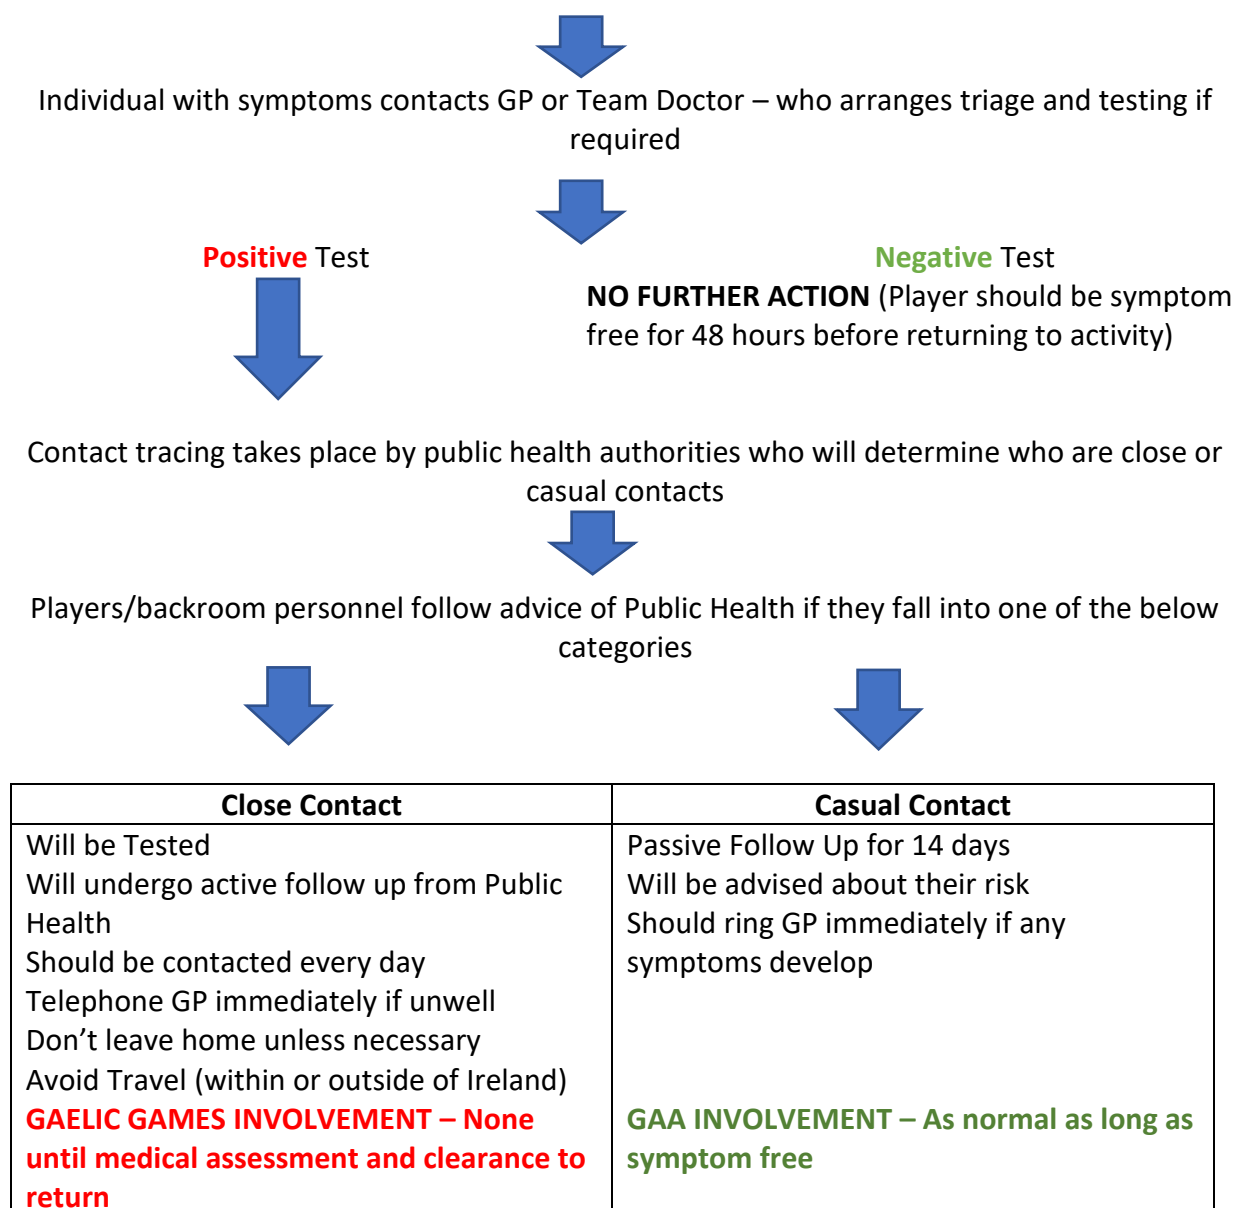 Individual with symptoms contacts GP or Team Doctor – who arranges triage and testing if
required
Positive Test
Negative Test
NO FURTHER ACTION (Player should be symptom
free for 48 hours before returning to activity)
Contact tracing takes place by public health authorities who will determine who are close or
casual contacts
Players/backroom personnel follow advice of Public Health if they fall into one of the below
categories
Close Contact
Will be Tested
Will undergo active follow up from Public
Health
Should be contacted every day
Telephone GP immediately if unwell
Don’t leave home unless necessary
Avoid Travel (within or outside of Ireland)
GAELIC GAMES INVOLVEMENT – None
until medical assessment and clearance to
return
Casual Contact
Passive Follow Up for 14 days
Will be advised about their risk
Should ring GP immediately if any
symptoms develop
GAA INVOLVEMENT – As normal as long as
symptom free